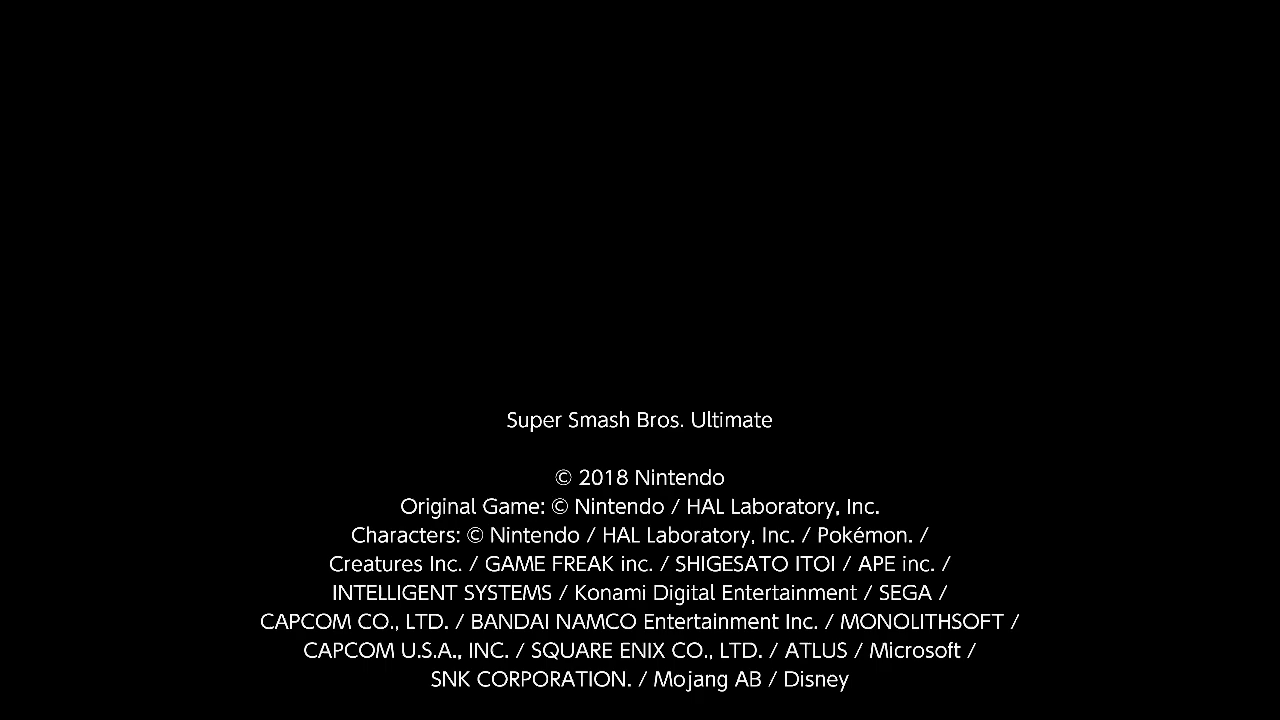 Super Smash Bros. Ultimate
© 2018 Nintendo
Original Game: © Nintendo / HAL Laboratory, Inc.
Characters: © Nintendo / HAL Laboratory, Inc. / Pokémon. /
Creatures Inc. / GAME FREAK inc. / SHIGESATO ITOI / APE inc. /
INTELLIGENT SYSTEMS / Konami Digital Entertainment / SEGA /
CAPCOM CO., LTD. / BANDAI NAMCO Entertainment Inc. / MONOLITHSOFT /
CAPCOM U.S.A., INC. / SQUARE ENIX CO., LTD. / ATLUS / Microsoft /
SNK CORPORATION. / Mojang AB / Disney